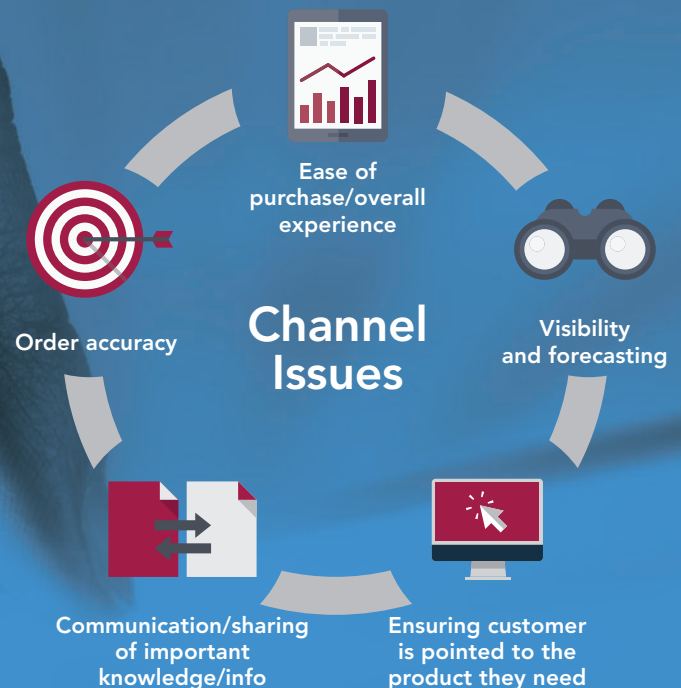 Ease of
purchase/overall
experience
Channel
Issues
Order accuracy
Visibility
and forecasting
Communication/sharing
of important
knowledge/info
Ensuring customer
is pointed to the
product they need